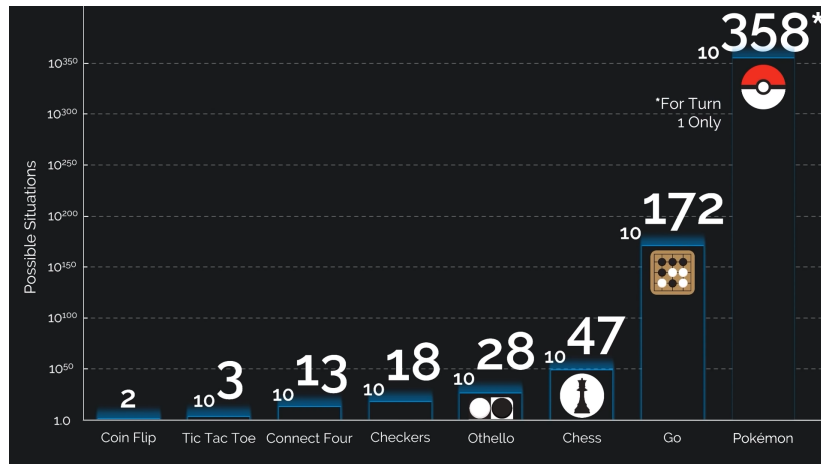 10³⁵⁸*
10³⁵⁰
*For Turn
1 Only
10³⁰⁰
10²⁵⁰
10²⁰⁰
10¹⁷²
10¹⁵⁰
10¹⁰⁰
10⁵⁰
1.0
Possible Situations
2
10³
10¹³
10¹⁸
10²⁸
10⁴⁷
Coin Flip
Tic Tac Toe
Connect Four
Checkers
Othello
Chess
Go
Pokémon